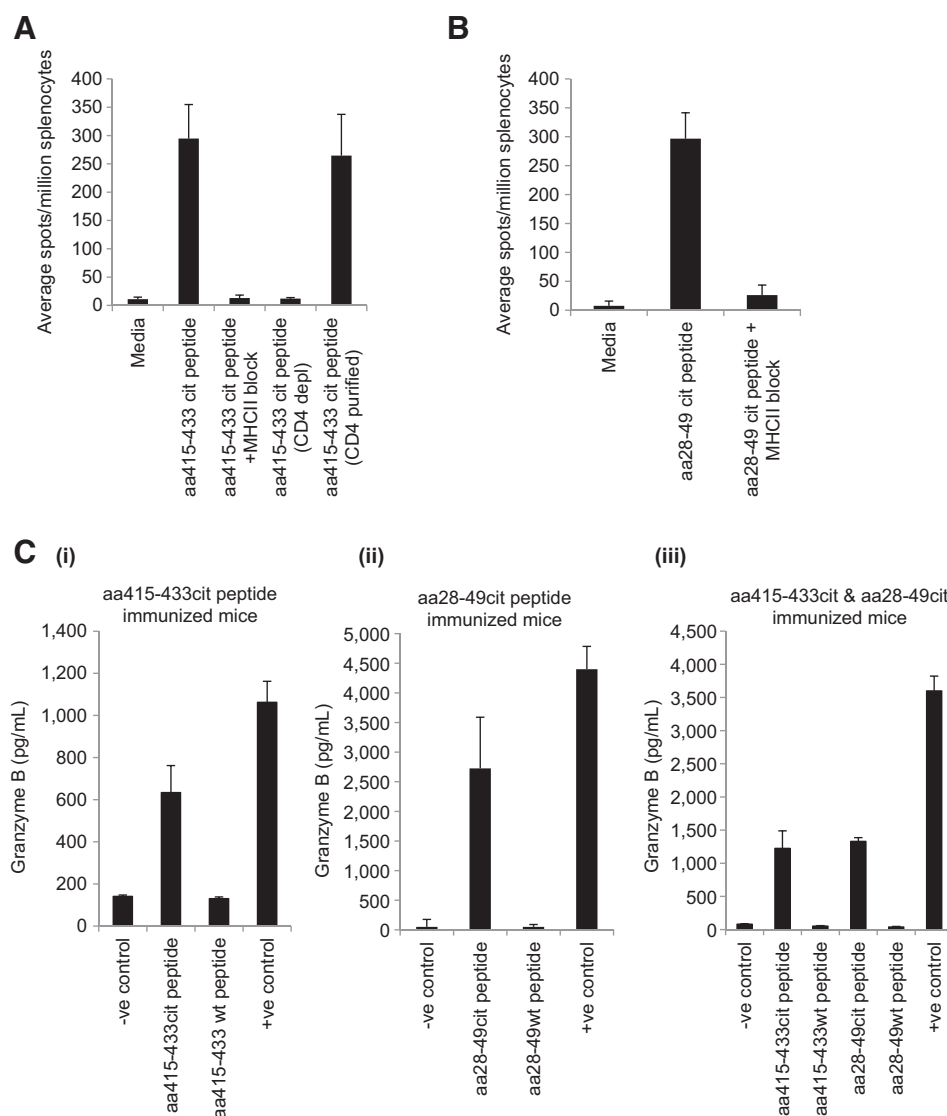 A
Average spots/million splenocytes
400
350
300
250
200
150
100
50
0
Media
aa415-433 cit peptide
aa415-433 cit peptide
+MHCII block
aa415-433 cit peptide
(CD4 depl)
aa415-433 cit peptide
(CD4 purified)
B
Average spots/million splenocytes
400
350
300
250
200
150
100
50
0
Media
aa28-49 cit peptide
aa28-49 cit peptide +
MHCII block
C (i)
aa415-433cit peptide
immunized mice
Granzyme B (pg/mL)
1,400
1,200
1,000
800
600
400
200
0
-ve control
aa415-433cit peptide
aa415-433 wt peptide
+ve control
(ii)
aa28-49cit peptide
immunized mice
Granzyme B (pg/mL)
5,000
4,500
4,000
3,500
3,000
2,500
2,000
1,500
1,000
500
0
-ve control
aa28-49cit peptide
aa28-49wt peptide
+ve control
(iii)
aa415-433cit & aa28-49cit
immunized mice
Granzyme B (pg/mL)
4,500
4,000
3,500
3,000
2,500
2,000
1,500
1,000
500
0
-ve control
aa415-433cit peptide
aa415-433wt peptide
aa28-49cit peptide
aa28-49wt peptide
+ve control